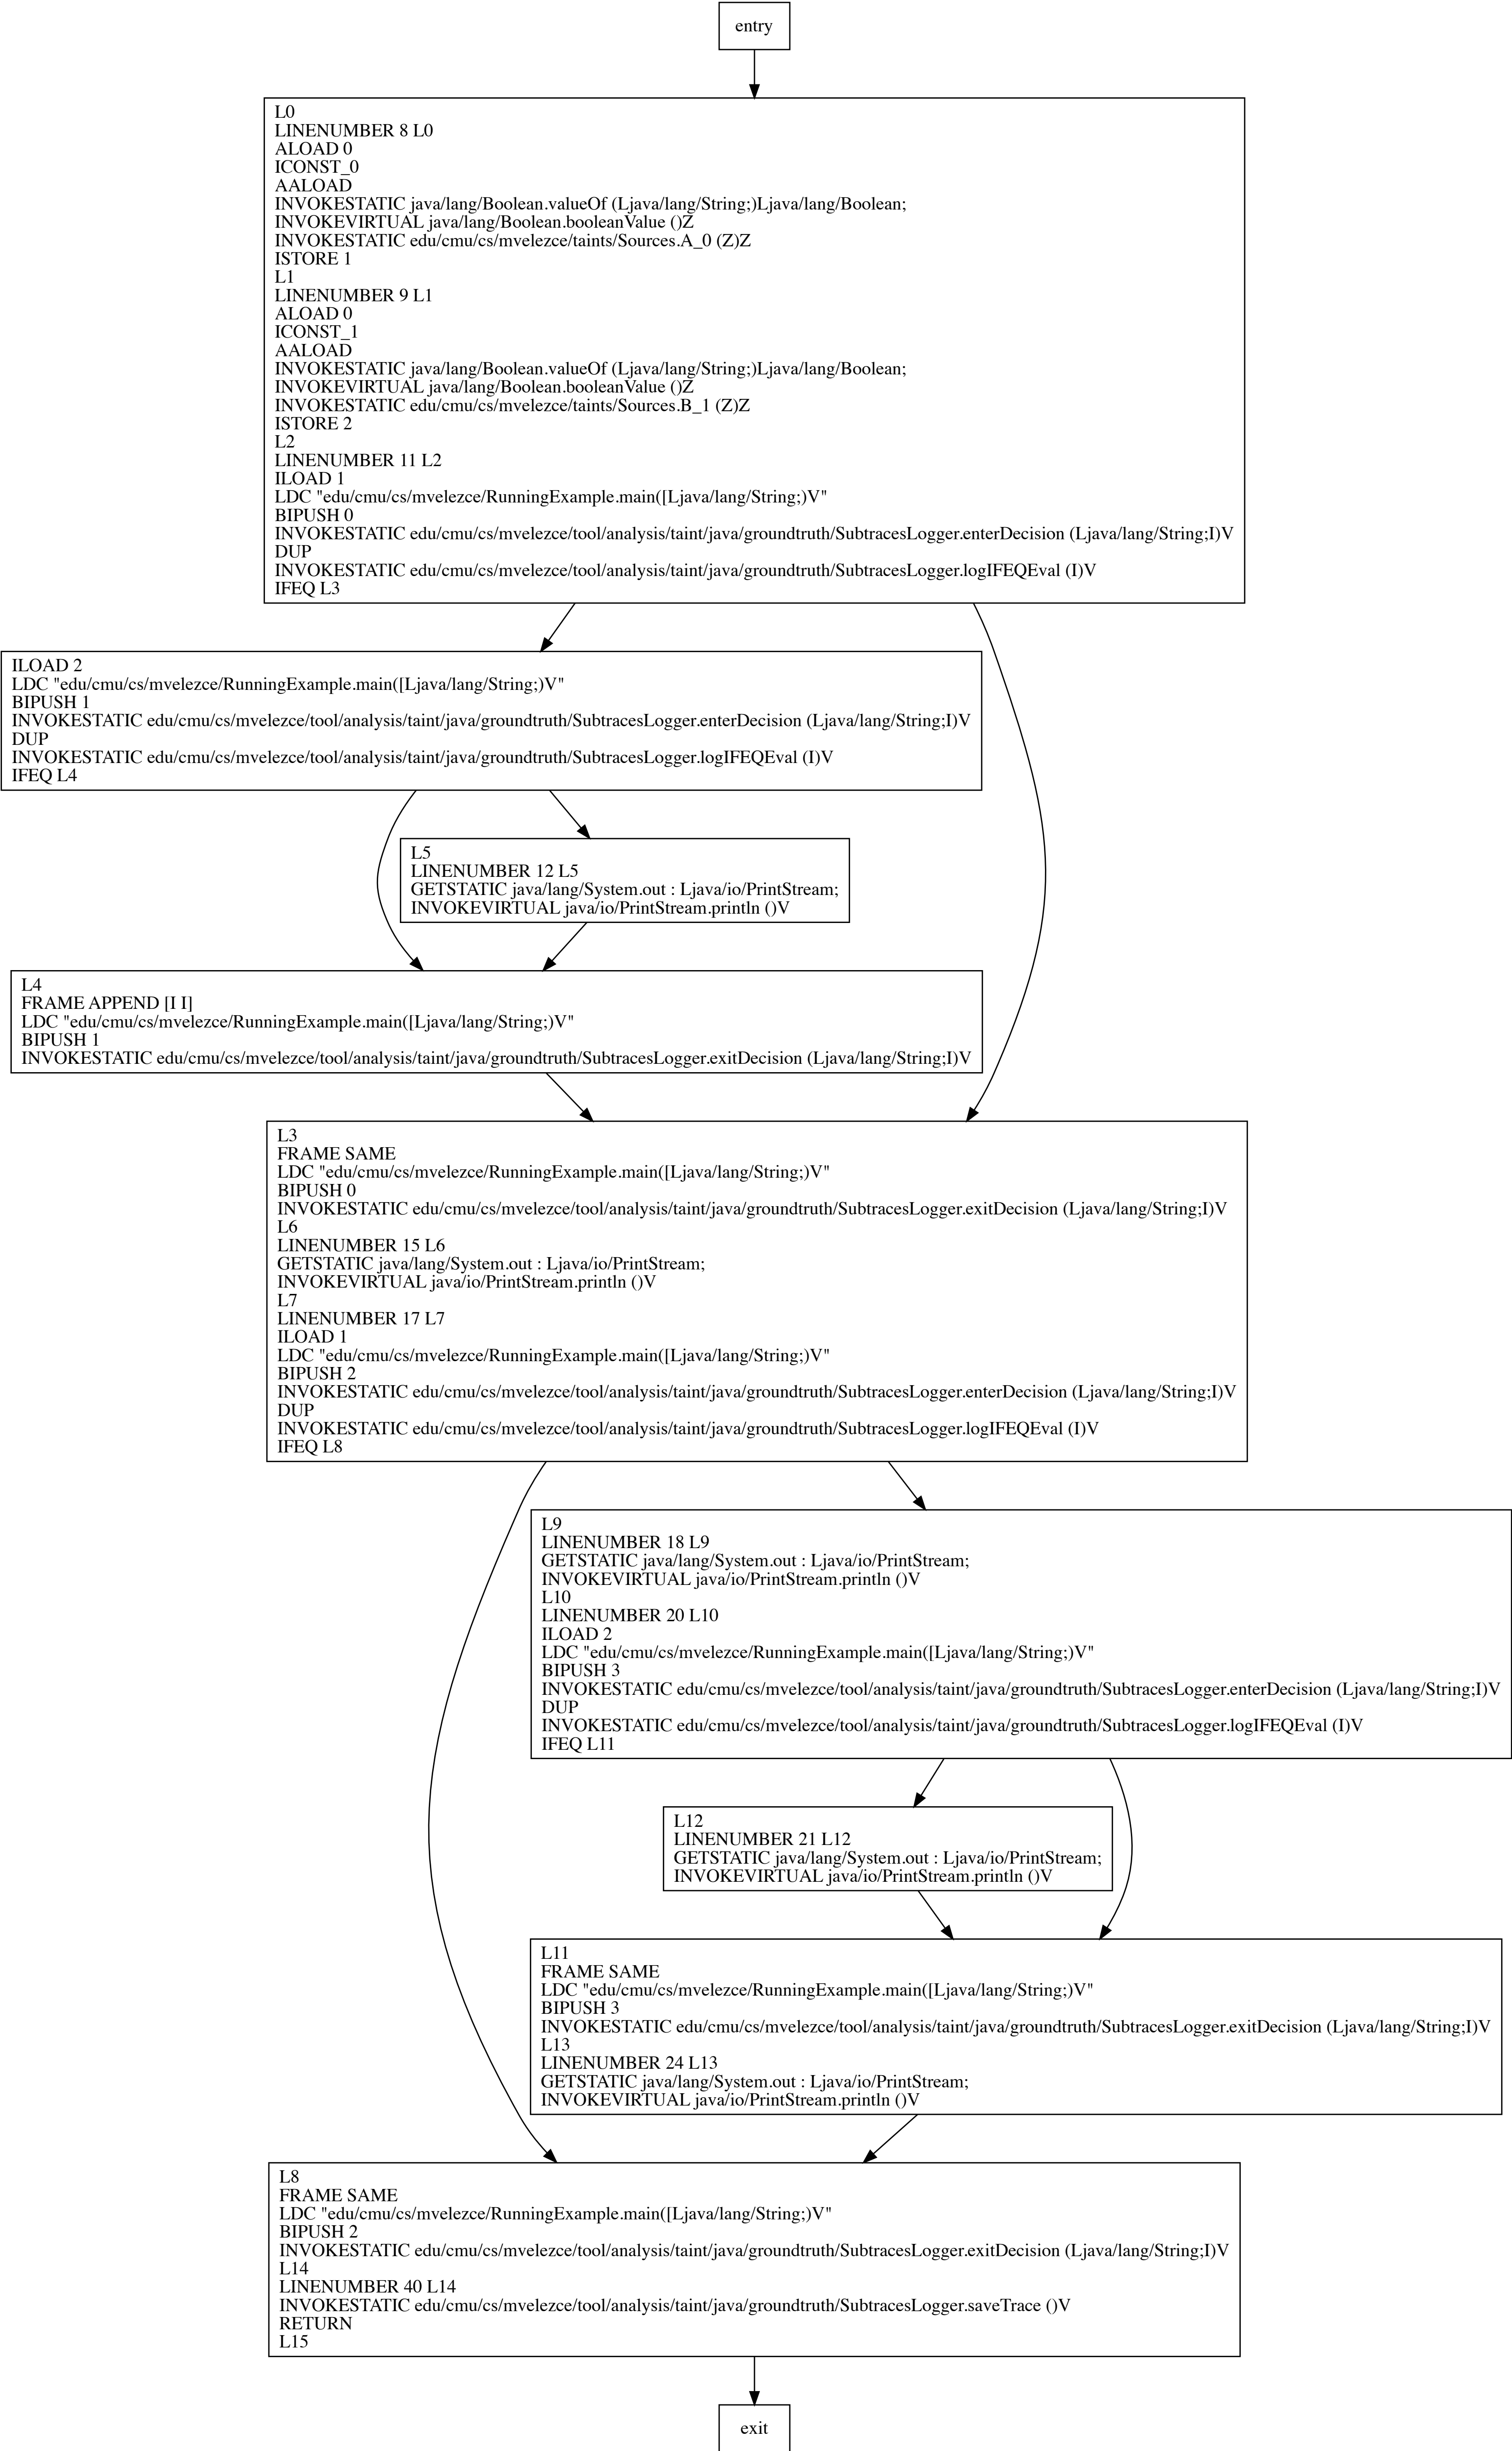 entry
L0
LINENUMBER 8 L0
ALOAD 0
ICONST_0
AALOAD
INVOKESTATIC java/lang/Boolean.valueOf (Ljava/lang/String;)Ljava/lang/Boolean;
INVOKEVIRTUAL java/lang/Boolean.booleanValue ()Z
INVOKESTATIC edu/cmu/cs/mvelezce/taints/Sources.A_0 (Z)Z
ISTORE 1
L1
LINENUMBER 9 L1
ALOAD 0
ICONST_1
AALOAD
INVOKESTATIC java/lang/Boolean.valueOf (Ljava/lang/String;)Ljava/lang/Boolean;
INVOKEVIRTUAL java/lang/Boolean.booleanValue ()Z
INVOKESTATIC edu/cmu/cs/mvelezce/taints/Sources.B_1 (Z)Z
ISTORE 2
L2
LINENUMBER 11 L2
ILOAD 1
LDC "edu/cmu/cs/mvelezce/RunningExample.main([Ljava/lang/String;)V"
BIPUSH 0
INVOKESTATIC edu/cmu/cs/mvelezce/tool/analysis/taint/java/groundtruth/SubtracesLogger.enterDecision (Ljava/lang/String;I)V
DUP
INVOKESTATIC edu/cmu/cs/mvelezce/tool/analysis/taint/java/groundtruth/SubtracesLogger.logIFEQEval (I)V
IFEQ L3
ILOAD 2
LDC "edu/cmu/cs/mvelezce/RunningExample.main([Ljava/lang/String;)V"
BIPUSH 1
INVOKESTATIC edu/cmu/cs/mvelezce/tool/analysis/taint/java/groundtruth/SubtracesLogger.enterDecision (Ljava/lang/String;I)V
DUP
INVOKESTATIC edu/cmu/cs/mvelezce/tool/analysis/taint/java/groundtruth/SubtracesLogger.logIFEQEval (I)V
IFEQ L4
L5
LINENUMBER 12 L5
GETSTATIC java/lang/System.out : Ljava/io/PrintStream;
INVOKEVIRTUAL java/io/PrintStream.println ()V
L4
FRAME APPEND [I I]
LDC "edu/cmu/cs/mvelezce/RunningExample.main([Ljava/lang/String;)V"
BIPUSH 1
INVOKESTATIC edu/cmu/cs/mvelezce/tool/analysis/taint/java/groundtruth/SubtracesLogger.exitDecision (Ljava/lang/String;I)V
L3
FRAME SAME
LDC "edu/cmu/cs/mvelezce/RunningExample.main([Ljava/lang/String;)V"
BIPUSH 0
INVOKESTATIC edu/cmu/cs/mvelezce/tool/analysis/taint/java/groundtruth/SubtracesLogger.exitDecision (Ljava/lang/String;I)V
L6
LINENUMBER 15 L6
GETSTATIC java/lang/System.out : Ljava/io/PrintStream;
INVOKEVIRTUAL java/io/PrintStream.println ()V
L7
LINENUMBER 17 L7
ILOAD 1
LDC "edu/cmu/cs/mvelezce/RunningExample.main([Ljava/lang/String;)V"
BIPUSH 2
INVOKESTATIC edu/cmu/cs/mvelezce/tool/analysis/taint/java/groundtruth/SubtracesLogger.enterDecision (Ljava/lang/String;I)V
DUP
INVOKESTATIC edu/cmu/cs/mvelezce/tool/analysis/taint/java/groundtruth/SubtracesLogger.logIFEQEval (I)V
IFEQ L8
L9
LINENUMBER 18 L9
GETSTATIC java/lang/System.out : Ljava/io/PrintStream;
INVOKEVIRTUAL java/io/PrintStream.println ()V
L10
LINENUMBER 20 L10
ILOAD 2
LDC "edu/cmu/cs/mvelezce/RunningExample.main([Ljava/lang/String;)V"
BIPUSH 3
INVOKESTATIC edu/cmu/cs/mvelezce/tool/analysis/taint/java/groundtruth/SubtracesLogger.enterDecision (Ljava/lang/String;I)V
DUP
INVOKESTATIC edu/cmu/cs/mvelezce/tool/analysis/taint/java/groundtruth/SubtracesLogger.logIFEQEval (I)V
IFEQ L11
L12
LINENUMBER 21 L12
GETSTATIC java/lang/System.out : Ljava/io/PrintStream;
INVOKEVIRTUAL java/io/PrintStream.println ()V
L11
FRAME SAME
LDC "edu/cmu/cs/mvelezce/RunningExample.main([Ljava/lang/String;)V"
BIPUSH 3
INVOKESTATIC edu/cmu/cs/mvelezce/tool/analysis/taint/java/groundtruth/SubtracesLogger.exitDecision (Ljava/lang/String;I)V
L13
LINENUMBER 24 L13
GETSTATIC java/lang/System.out : Ljava/io/PrintStream;
INVOKEVIRTUAL java/io/PrintStream.println ()V
L8
FRAME SAME
LDC "edu/cmu/cs/mvelezce/RunningExample.main([Ljava/lang/String;)V"
BIPUSH 2
INVOKESTATIC edu/cmu/cs/mvelezce/tool/analysis/taint/java/groundtruth/SubtracesLogger.exitDecision (Ljava/lang/String;I)V
L14
LINENUMBER 40 L14
INVOKESTATIC edu/cmu/cs/mvelezce/tool/analysis/taint/java/groundtruth/SubtracesLogger.saveTrace ()V
RETURN
L15
exit